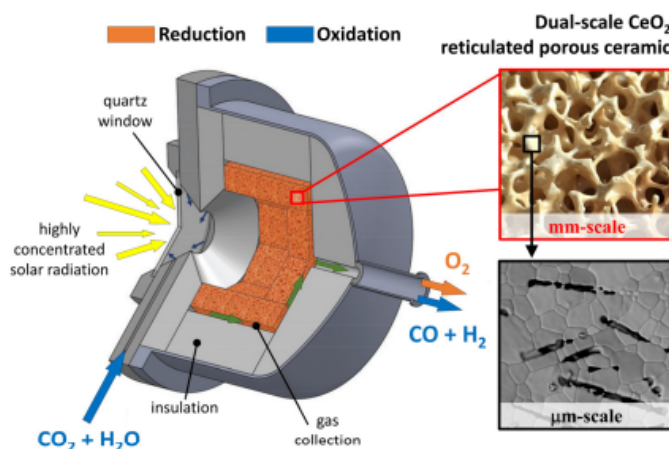 Reduction
Oxidation
Dual-scale CeO₂
reticulated porous ceramic
quartz
window
highly
concentrated
solar radiation
mm-scale
O₂
CO + H₂
insulation
gas
collection
CO₂ + H₂O
μm-scale